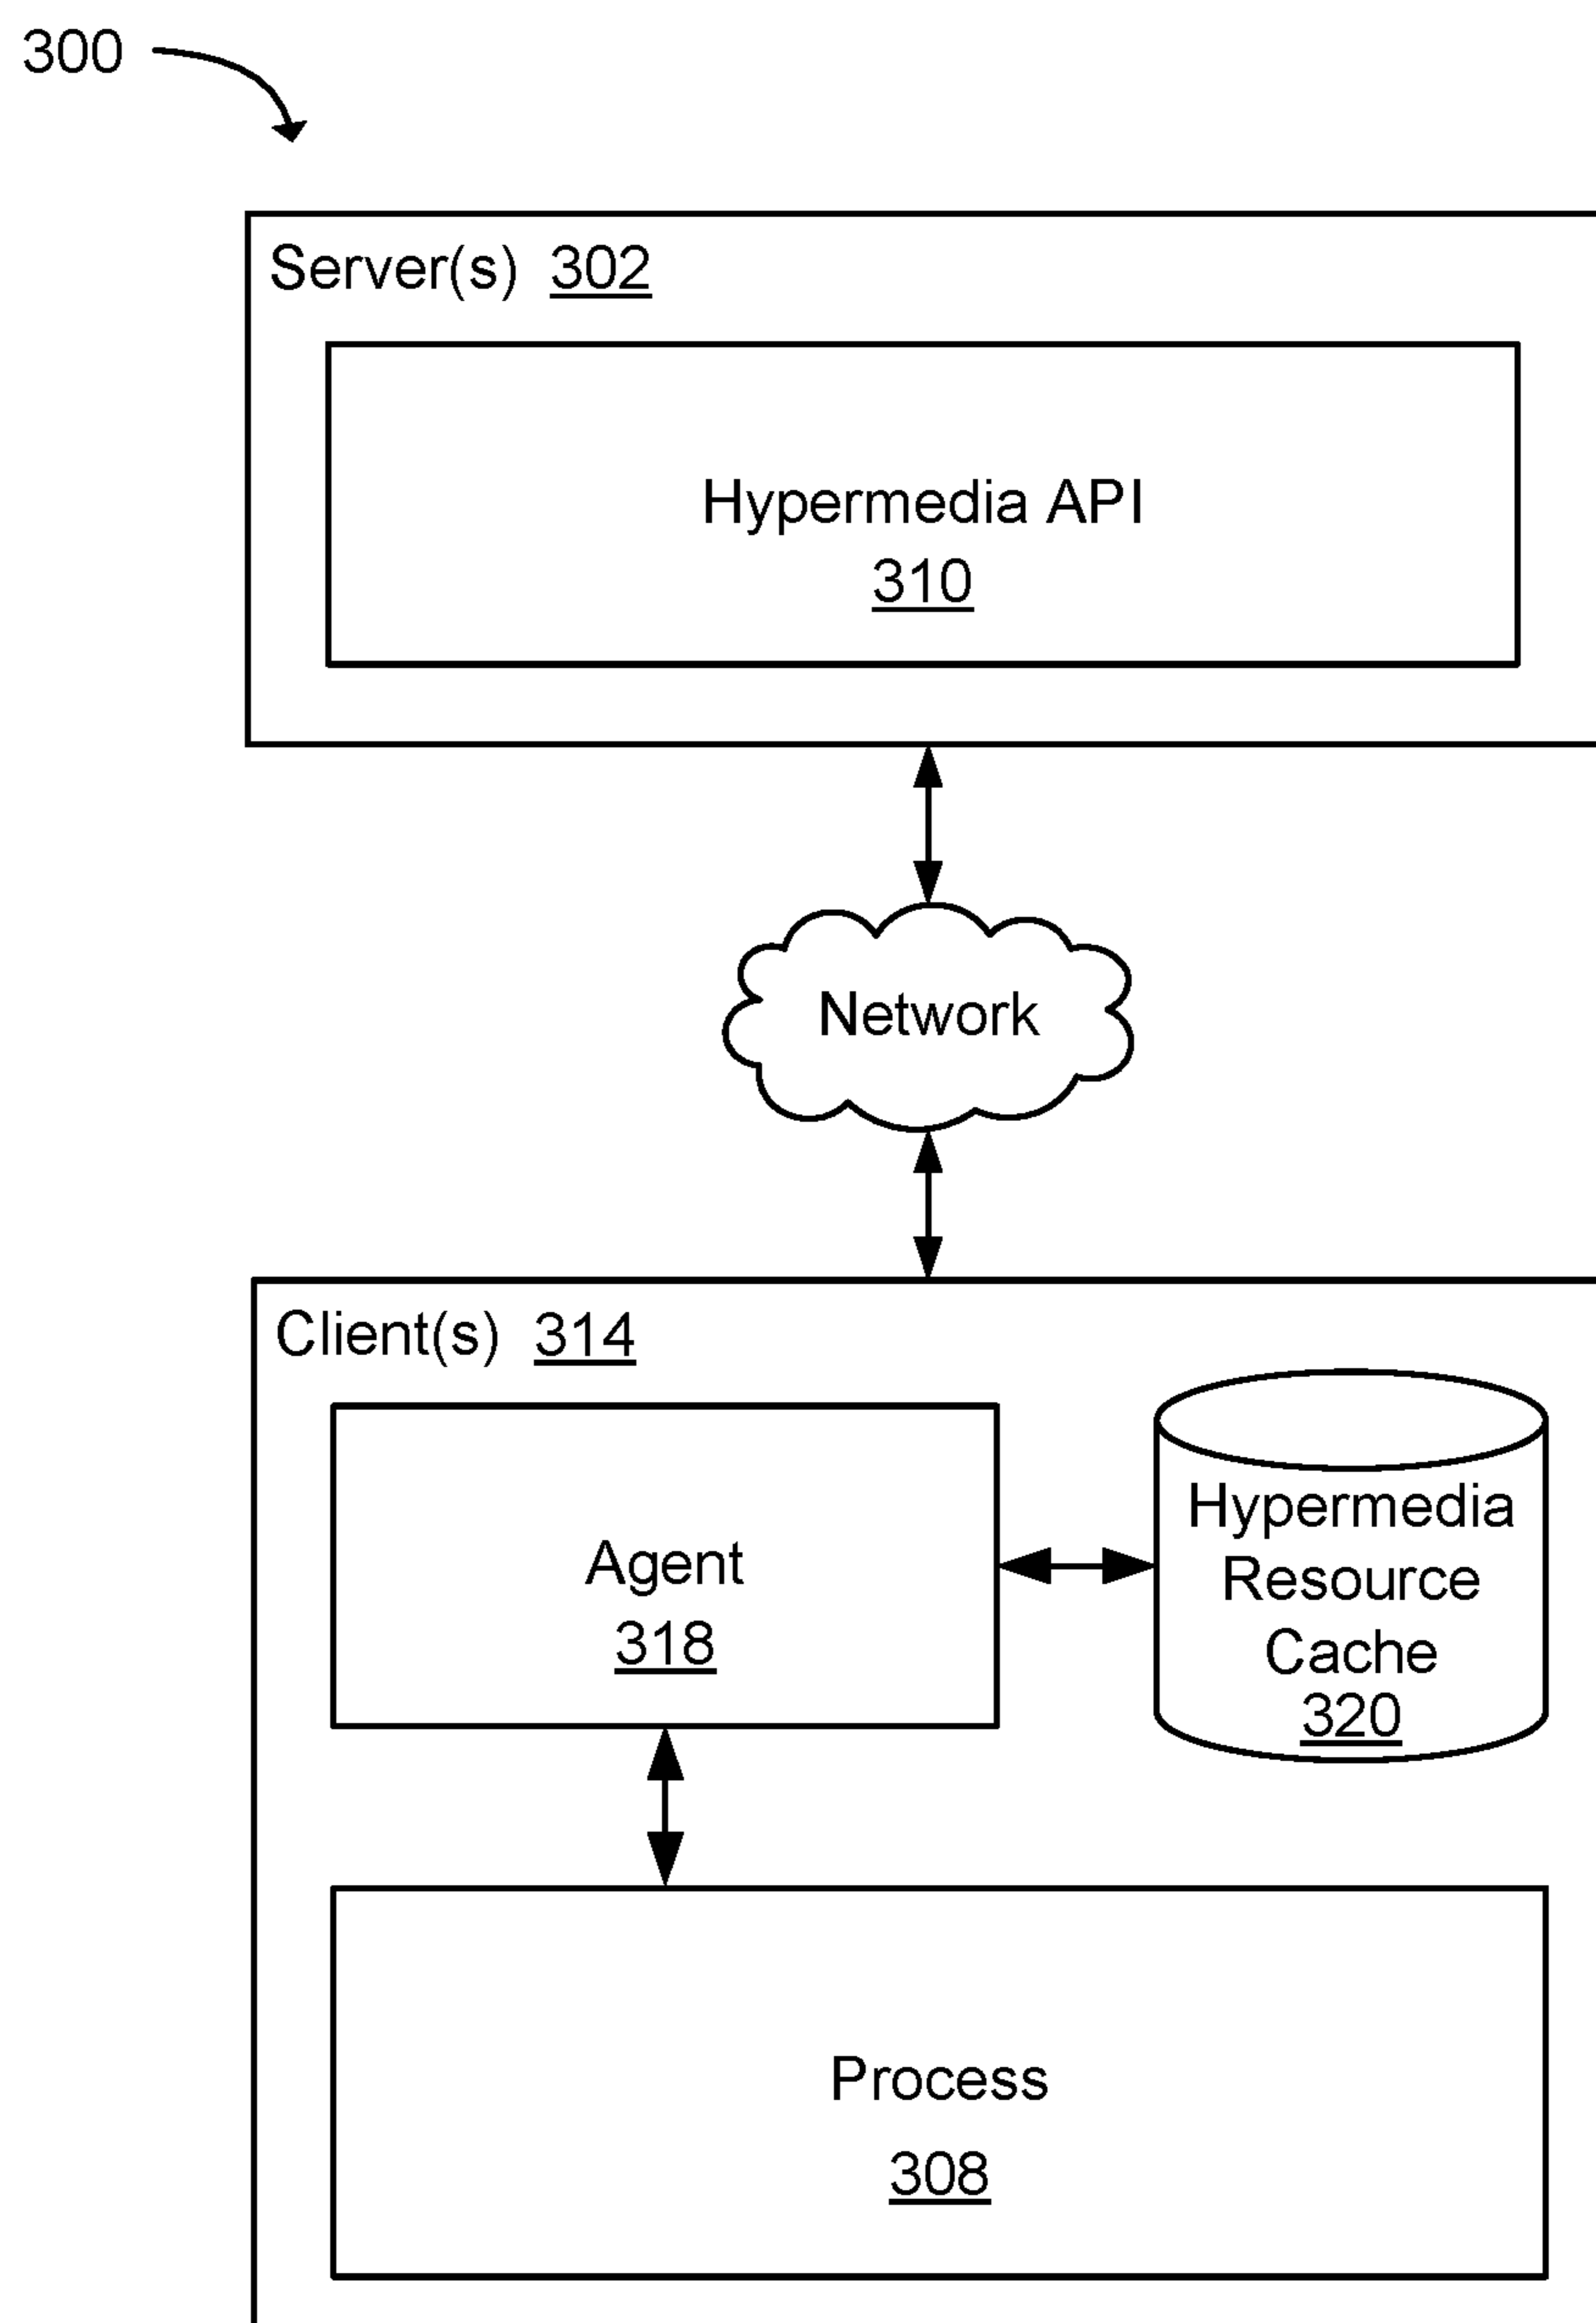 300
Server(s) 302
Hypermedia API
310
Network
Client(s) 314
Agent
318
Hypermedia
Resource
Cache
320
Process
308